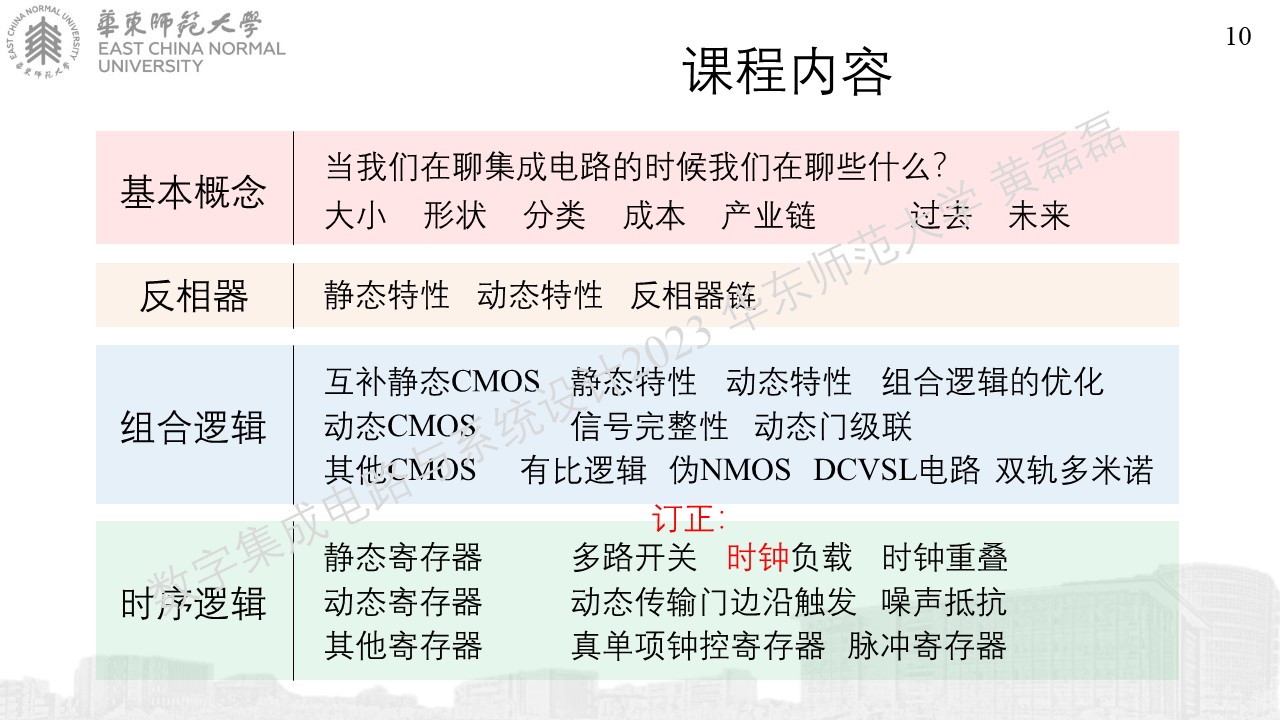 華東師範大學
EAST CHINA NORMAL
UNIVERSITY
EAST CHINA NORMAL UNIVERSITY
華東师范大学
10
课程内容
基本概念
当我们在聊集成电路的时候我们在聊些什么？
大小 形状 分类 成本 产业链 过去 未来
反相器
静态特性 动态特性 反相器链
组合逻辑
互补静态CMOS 静态特性 动态特性 组合逻辑的优化
动态CMOS 信号完整性 动态门级联
其他CMOS 有比逻辑 伪NMOS DCVSL电路 双轨多米诺
订正：
时序逻辑
静态寄存器 多路开关 时钟负载 时钟重叠
动态寄存器 动态传输门边沿触发 噪声抵抗
其他寄存器 真单项钟控寄存器 脉冲寄存器
数字集成电路与系统设计2023 华东师范大学 黄磊磊